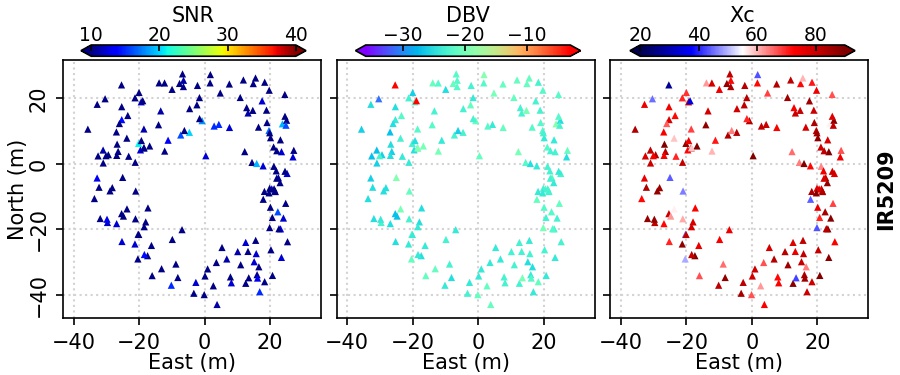 SNR DBV Xc
10 20 30 40 −30 −20 −10 20 40 60 80
North (m)
20
0
−20
−40
−40 −20 0 20 −40 −20 0 20 −40 −20 0 20
East (m) East (m) East (m)
IR5209